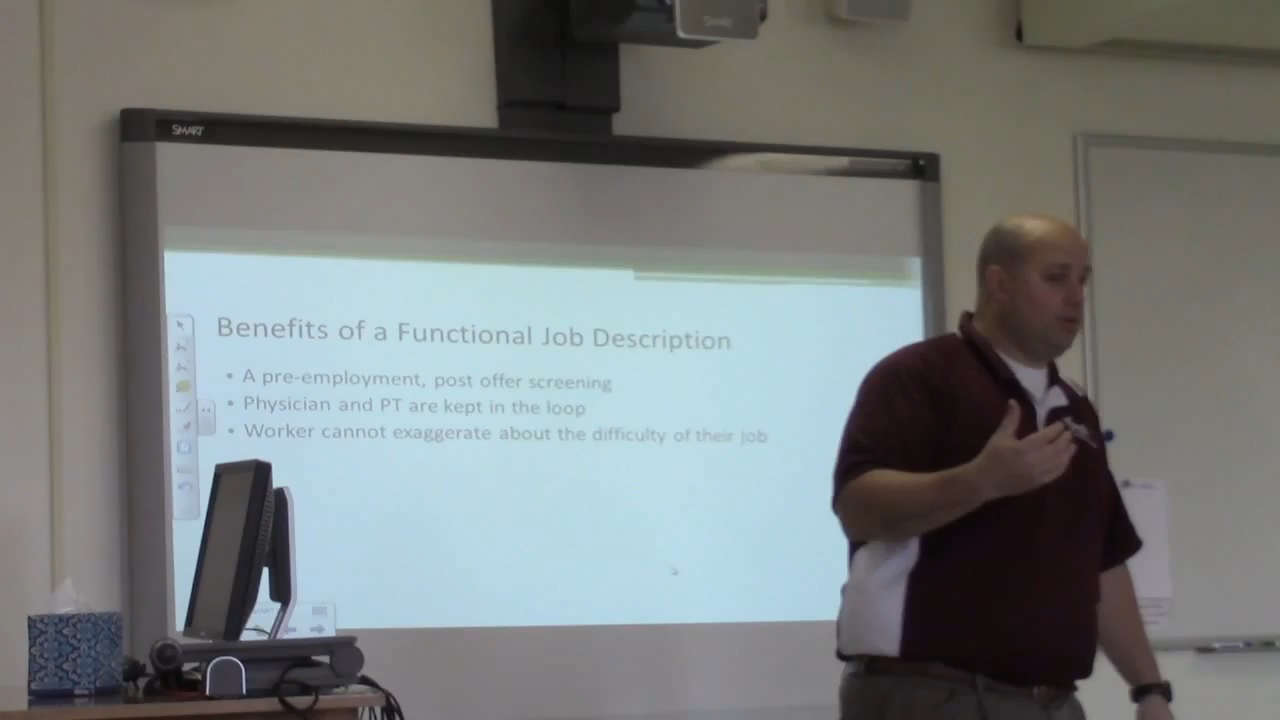 SMART
Benefits of a Functional Job Description
• A pre-employment, post offer screening
• Physician and PT are kept in the loop
• Worker cannot exaggerate about the difficulty of their job